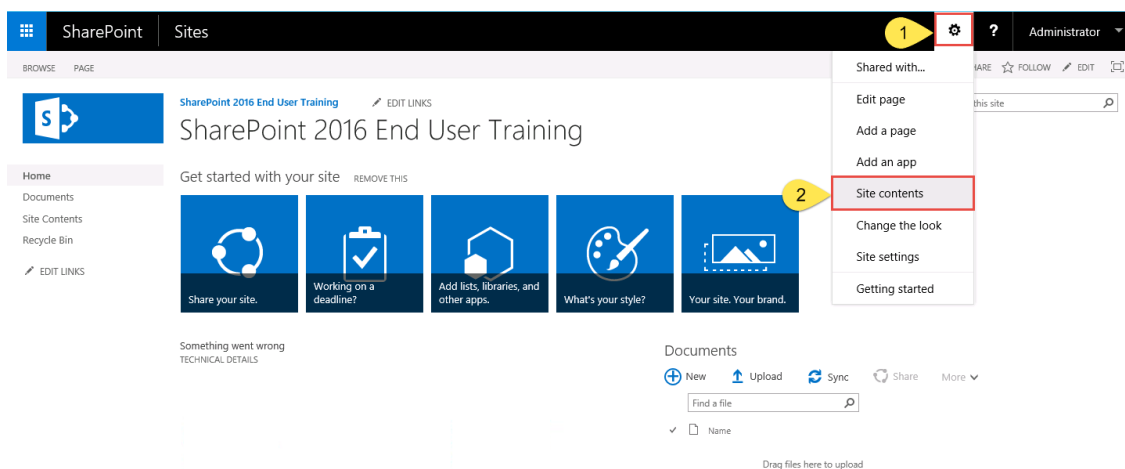 SharePoint Sites 1 ? Administrator
BROWSE PAGE
FOLLOW EDIT
Shared with...
Edit page
Add a page
Add an app
2 Site contents
Change the look
Site settings
Getting started
SharePoint 2016 End User Training EDIT LINKS
this site
SharePoint 2016 End User Training
S
Home
Documents
Site Contents
Recycle Bin
EDIT LINKS
Get started with your site REMOVE THIS
Share your site.
Working on a
deadline?
Add lists, libraries, and
other apps.
What's your style?
Your site. Your brand.
Something went wrong
TECHNICAL DETAILS
Documents
New Upload Sync Share More
Find a file
Name
Drag files here to upload